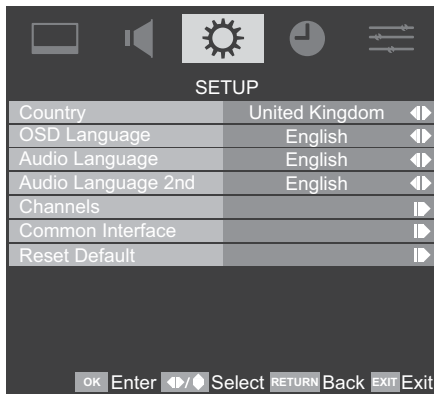 SETUP
Country United Kingdom
OSD Language English
Audio Language English
Audio Language 2nd English
Channels
Common Interface
Reset Default
OK Enter / Select RETURN Back EXIT Exit